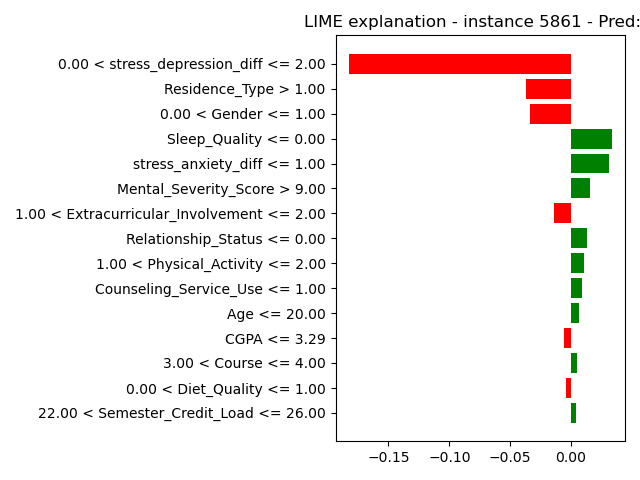 LIME explanation - instance 5861 - Pred:
0.00 < stress_depression_diff <= 2.00
Residence_Type > 1.00
0.00 < Gender <= 1.00
Sleep_Quality <= 0.00
stress_anxiety_diff <= 1.00
Mental_Severity_Score > 9.00
1.00 < Extracurricular_Involvement <= 2.00
Relationship_Status <= 0.00
1.00 < Physical_Activity <= 2.00
Counseling_Service_Use <= 1.00
Age <= 20.00
CGPA <= 3.29
3.00 < Course <= 4.00
0.00 < Diet_Quality <= 1.00
22.00 < Semester_Credit_Load <= 26.00
−0.15 −0.10 −0.05 0.00